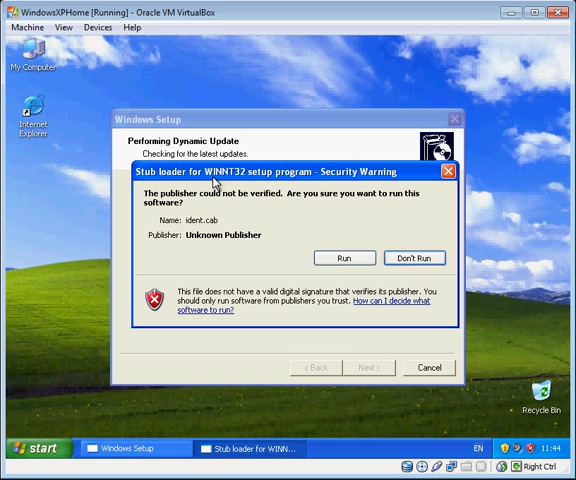 WindowsXPHome [Running] - Oracle VM VirtualBox
Machine View Devices Help
My Computer
Internet
Explorer
Windows Setup
Performing Dynamic Update
Checking for the latest updates.
Stub loader for WINNT32 setup program - Security Warning
The publisher could not be verified. Are you sure you want to run this
software?
Name: ident.cab
Publisher: Unknown Publisher
Run Don't Run
This file does not have a valid digital signature that verifies its publisher. You
should only run software from publishers you trust. How can I decide what
software to run?
< Back Next > Cancel
Recycle Bin
start Windows Setup Stub loader for WINN... EN 11:44
Right Ctrl